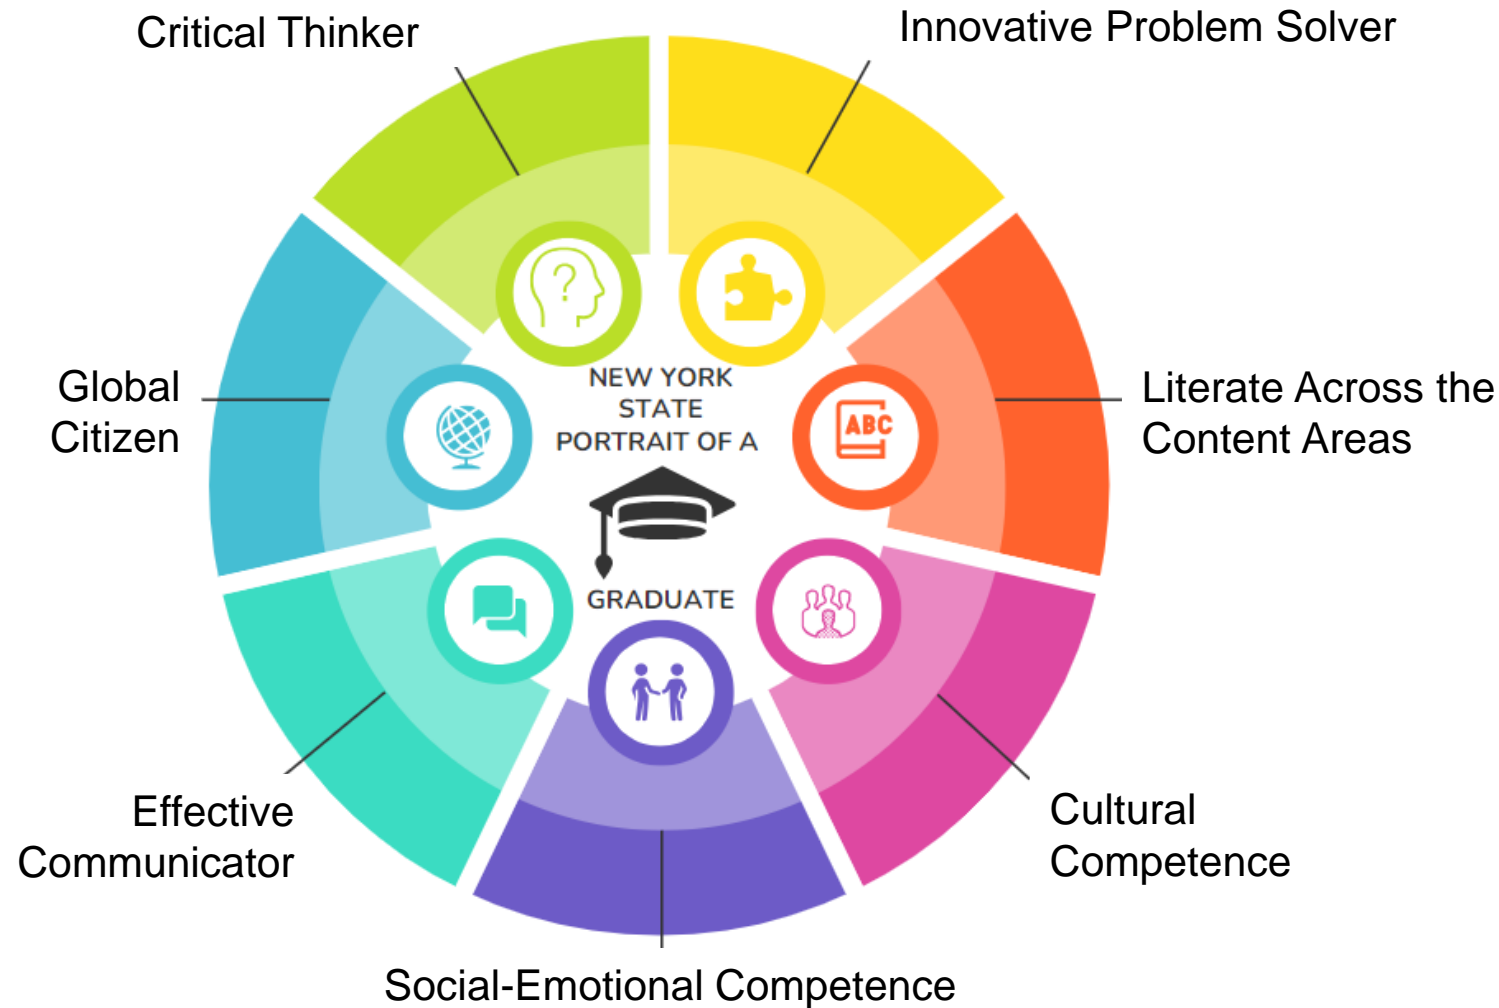 Critical Thinker
Innovative Problem Solver
Global
Citizen
NEW YORK
STATE
PORTRAIT OF A
GRADUATE
ABC
?
Literate Across the
Content Areas
Effective
Communicator
Cultural
Competence
Social-Emotional Competence